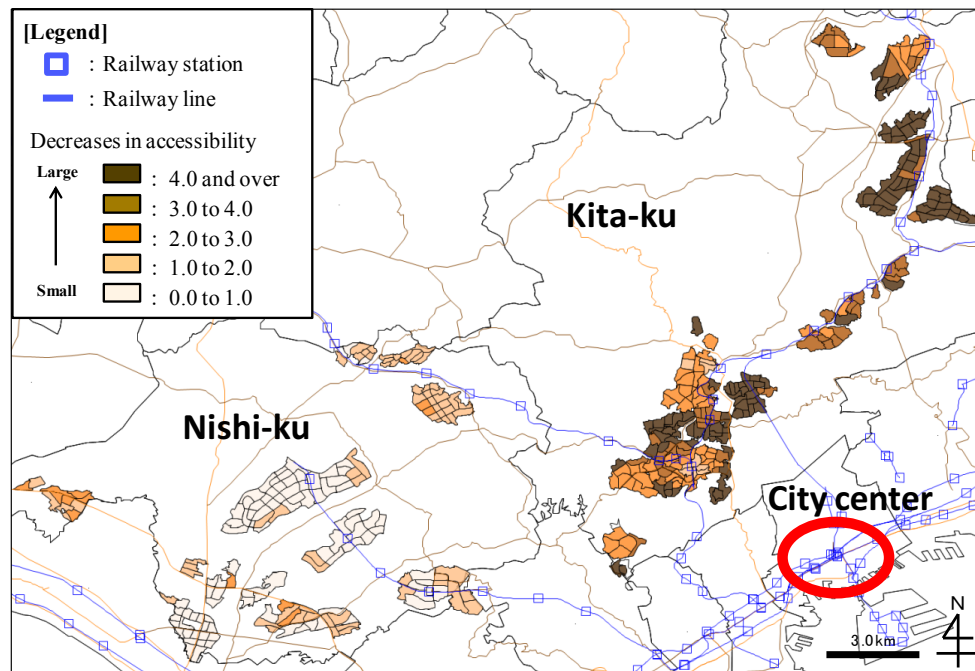 [Legend]
: Railway station
: Railway line
Decreases in accessibility
Large
: 4.0 and over
: 3.0 to 4.0
: 2.0 to 3.0
: 1.0 to 2.0
Small
: 0.0 to 1.0
Kita-ku
Nishi-ku
City center
N
3.0km